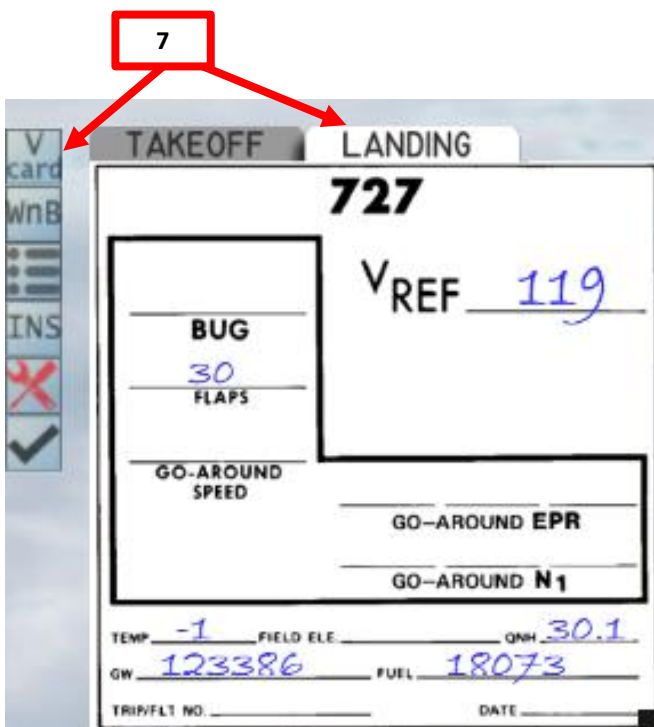 7
V
card
WnB
INS
TAKEOFF LANDING
727
VREF 119
BUG
30
FLAPS
GO-AROUND
SPEED
GO-AROUND EPR
GO-AROUND N1
TEMP -1 FIELD ELE. QNH 30.1
GW 123386 FUEL 18073
TRIP/FLT NO. DATE